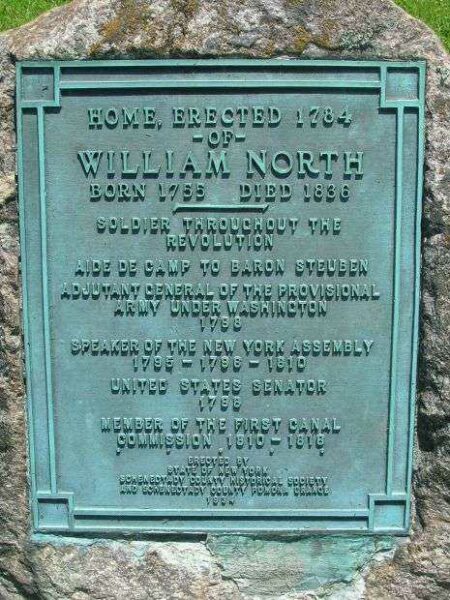 HOME, ERECTED 1784
-OF-
WILLIAM NORTH
BORN 1755 DIED 1836
SOLDIER THROUGHOUT THE
REVOLUTION
AIDE DE CAMP TO BARON STEUBEN
ADJUTANT GENERAL OF THE PROVISIONAL
ARMY UNDER WASHINGTON
1798
SPEAKER OF THE NEW YORK ASSEMBLY
1795 - 1796 - 1810
UNITED STATES SENATOR
1798
MEMBER OF THE FIRST CANAL
COMMISSION 1810 - 1816
ERECTED BY
STATE OF NEW YORK
SCHENECTADY COUNTY HISTORICAL SOCIETY
AND SCHENECTADY COUNTY POMONA GRANGE